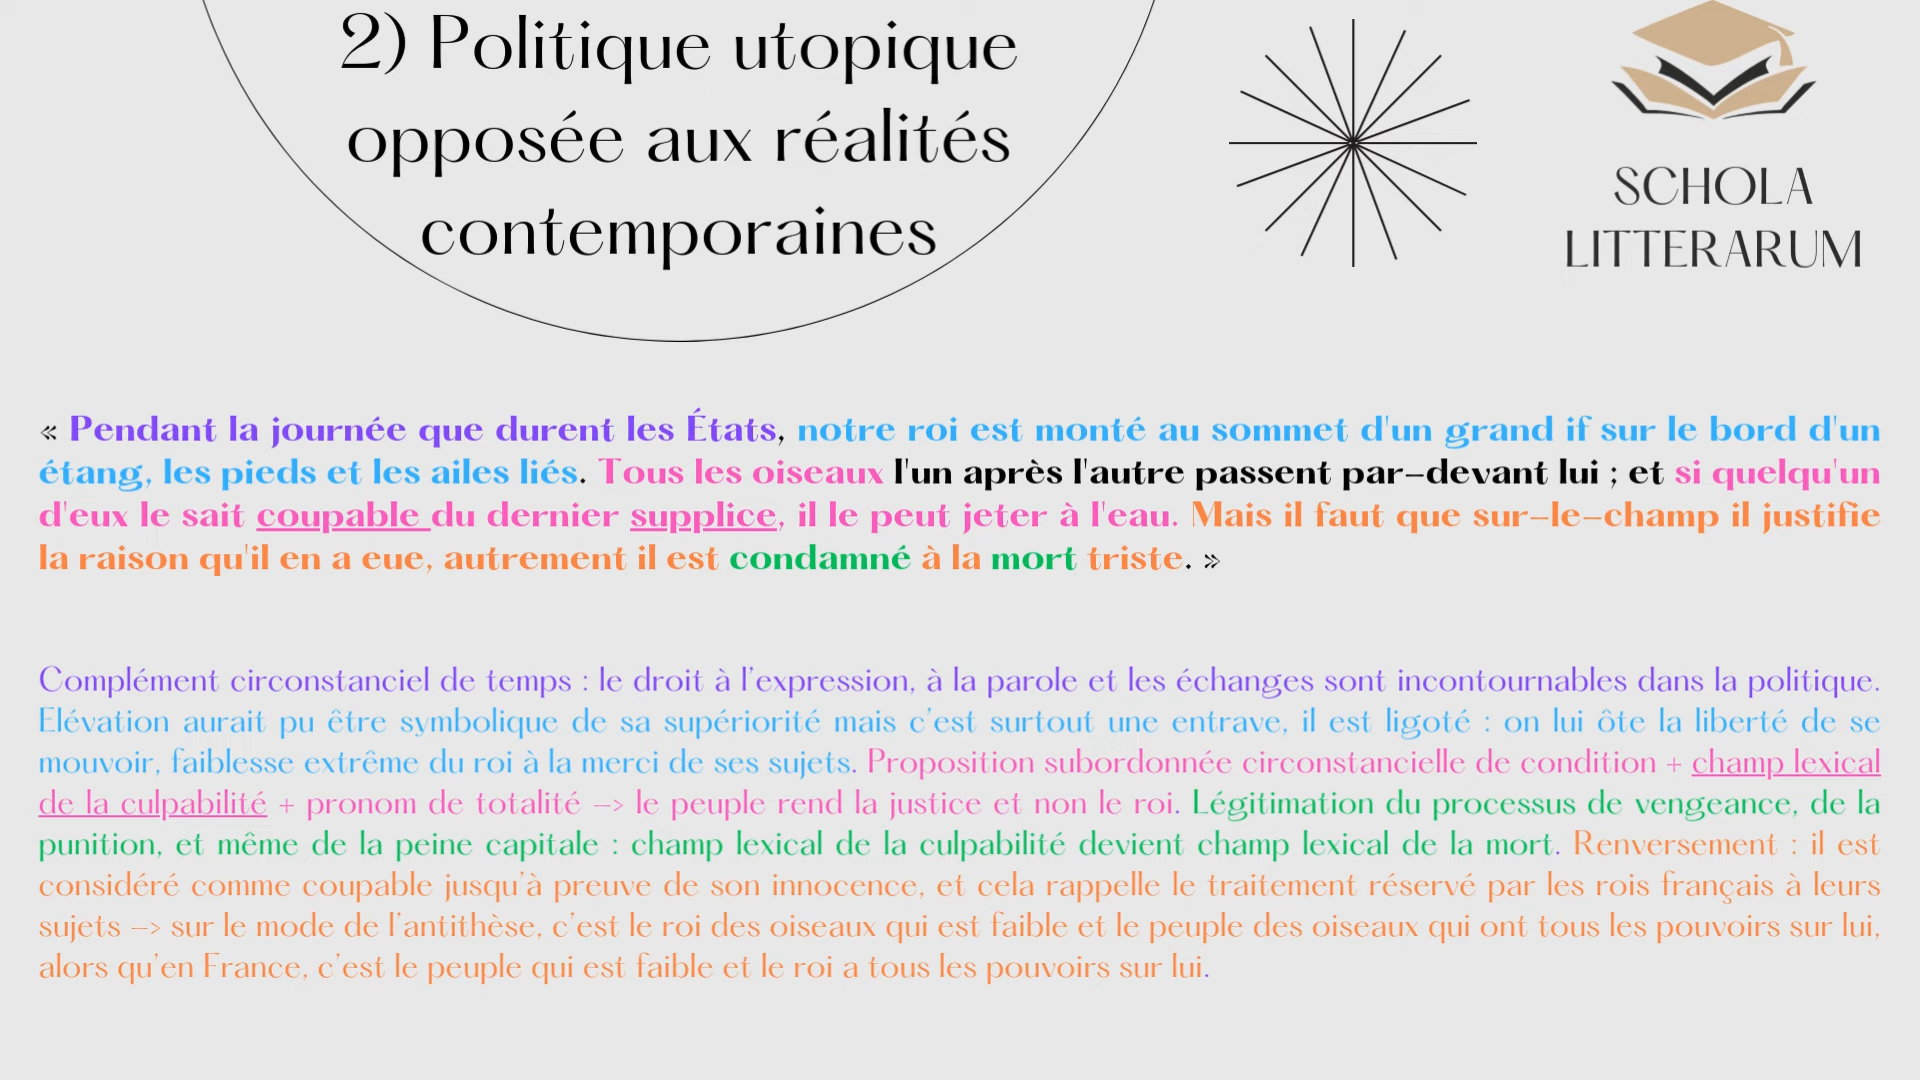 2) Politique utopique
opposée aux réalités
contemporaines
SCHOLA
LITTERARUM
« Pendant la journée que durent les États, notre roi est monté au sommet d'un grand if sur le bord d'un
étang, les pieds et les ailes liés. Tous les oiseaux l'un après l'autre passent par-devant lui ; et si quelqu'un
d'eux le sait coupable du dernier supplice, il le peut jeter à l'eau. Mais il faut que sur-le-champ il justifie
la raison qu'il en a eue, autrement il est condamné à la mort triste. »
Complément circonstanciel de temps : le droit à l'expression, à la parole et les échanges sont incontournables dans la politique.
Elévation aurait pu être symbolique de sa supériorité mais c'est surtout une entrave, il est ligoté : on lui ôte la liberté de se
mouvoir, faiblesse extrême du roi à la merci de ses sujets. Proposition subordonnée circonstancielle de condition + champ lexical
de la culpabilité + pronom de totalité -> le peuple rend la justice et non le roi. Légitimation du processus de vengeance, de la
punition, et même de la peine capitale : champ lexical de la culpabilité devient champ lexical de la mort. Renversement : il est
considéré comme coupable jusqu'à preuve de son innocence, et cela rappelle le traitement réservé par les rois français à leurs
sujets -> sur le mode de l'antithèse, c'est le roi des oiseaux qui est faible et le peuple des oiseaux qui ont tous les pouvoirs sur lui,
alors qu'en France, c'est le peuple qui est faible et le roi a tous les pouvoirs sur lui.